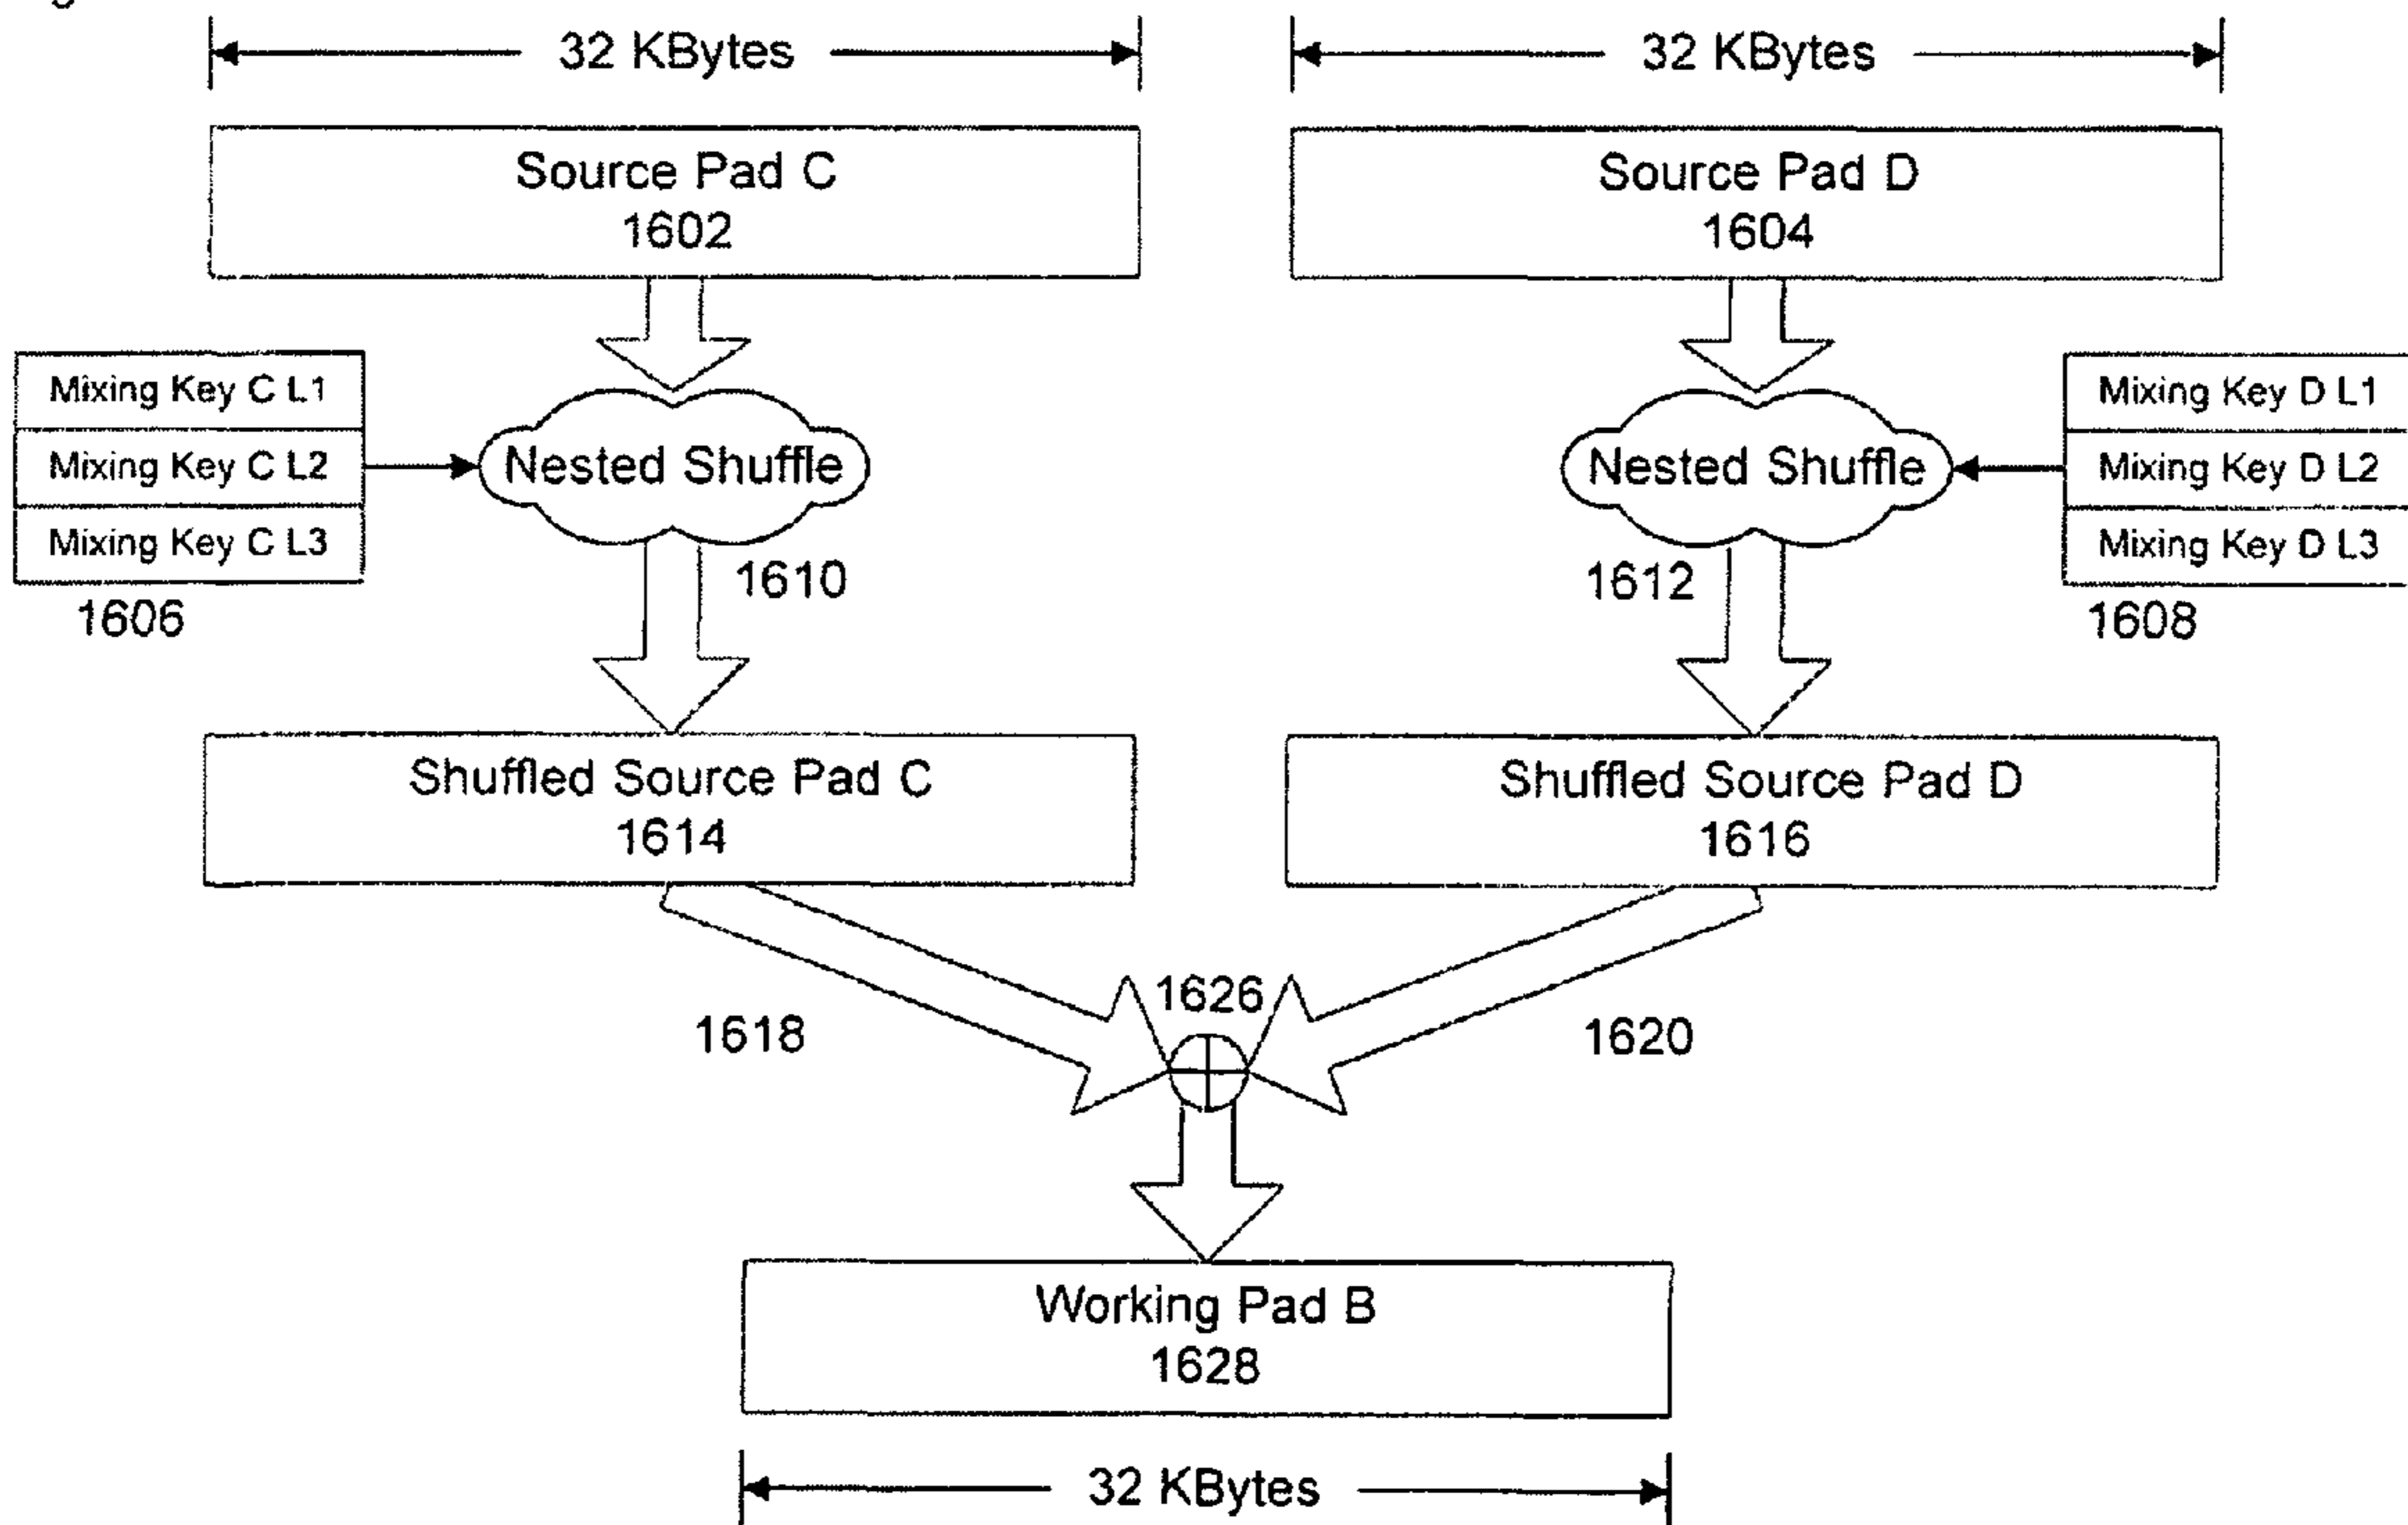 32 KBytes
32 KBytes
Source Pad C
1602
Source Pad D
1604
Mixing Key C L1
Mixing Key C L2
Mixing Key C L3
1606
Nested Shuffle
1610
Nested Shuffle
1612
Mixing Key D L1
Mixing Key D L2
Mixing Key D L3
1608
Shuffled Source Pad C
1614
Shuffled Source Pad D
1616
1618
1626
1620
Working Pad B
1628
32 KBytes